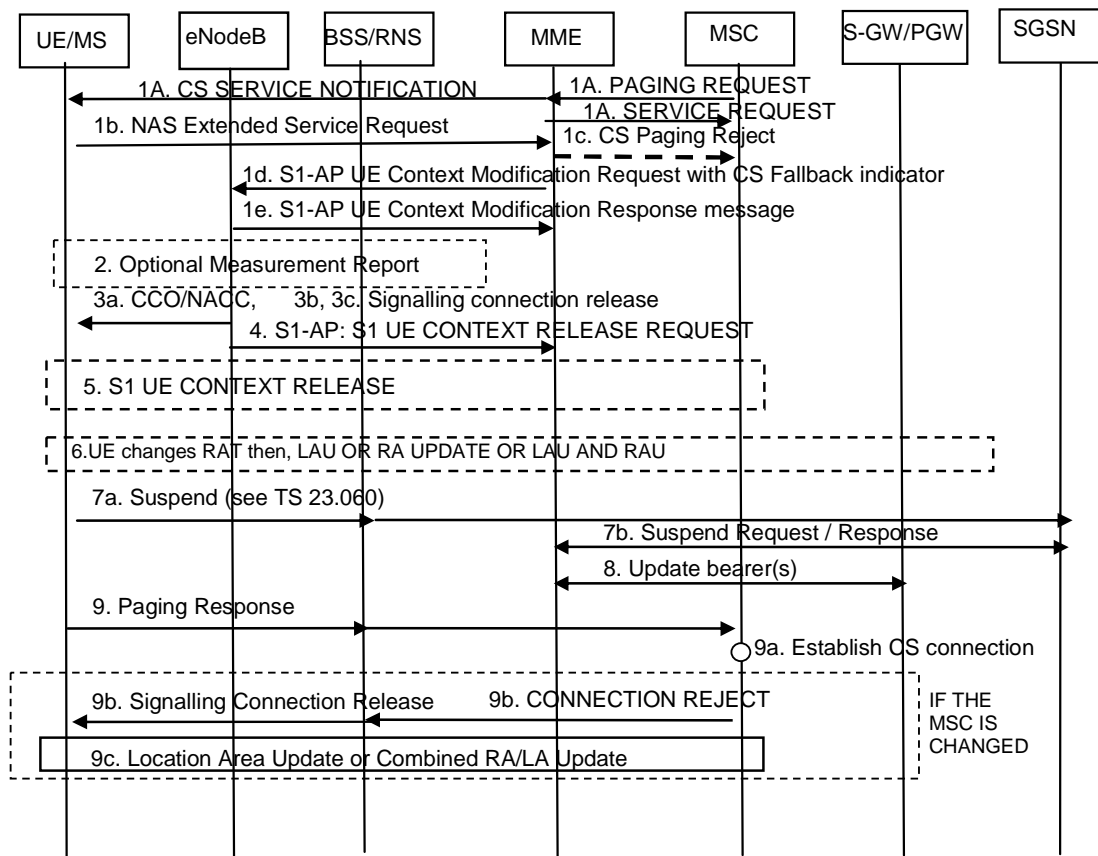 UE/MS
eNodeB
BSS/RNS
MME
MSC
S-GW/PGW
SGSN
1A. CS SERVICE NOTIFICATION
1A. PAGING REQUEST
1A. SERVICE REQUEST
1b. NAS Extended Service Request
1c. CS Paging Reject
1d. S1-AP UE Context Modification Request with CS Fallback indicator
1e. S1-AP UE Context Modification Response message
2. Optional Measurement Report
3a. CCO/NACC, 3b, 3c. Signalling connection release
4. S1-AP: S1 UE CONTEXT RELEASE REQUEST
5. S1 UE CONTEXT RELEASE
6.UE changes RAT then, LAU OR RA UPDATE OR LAU AND RAU
7a. Suspend (see TS 23.060)
7b. Suspend Request / Response
8. Update bearer(s)
9. Paging Response
9a. Establish CS connection
9b. Signalling Connection Release
9b. CONNECTION REJECT
IF THE
MSC IS
CHANGED
9c. Location Area Update or Combined RA/LA Update